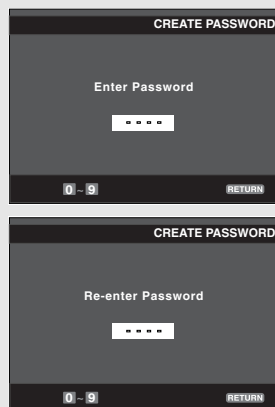 CREATE PASSWORD
Enter Password
- - - -
0 ~ 9 RETURN
CREATE PASSWORD
Re-enter Password
- - - -
0 ~ 9 RETURN